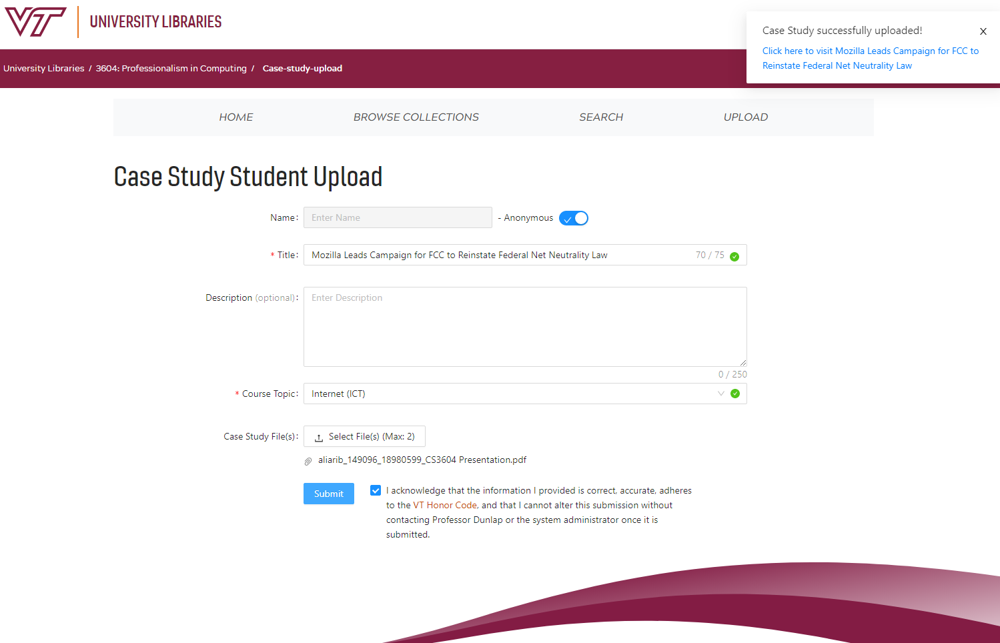 VT UNIVERSITY LIBRARIES
Case Study successfully uploaded!
Click here to visit Mozilla Leads Campaign for FCC to
Reinstate Federal Net Neutrality Law
University Libraries / 3604: Professionalism in Computing / Case-study-upload
HOME BROWSE COLLECTIONS SEARCH UPLOAD
Case Study Student Upload
Name: Enter Name - Anonymous
* Title: Mozilla Leads Campaign for FCC to Reinstate Federal Net Neutrality Law 70 / 75
Description (optional): Enter Description
0 / 250
* Course Topic: Internet (ICT)
Case Study File(s): Select File(s) (Max: 2)
aliarib_149096_18980599_CS3604 Presentation.pdf
Submit
I acknowledge that the information I provided is correct, accurate, adheres
to the VT Honor Code, and that I cannot alter this submission without
contacting Professor Dunlap or the system administrator once it is
submitted.